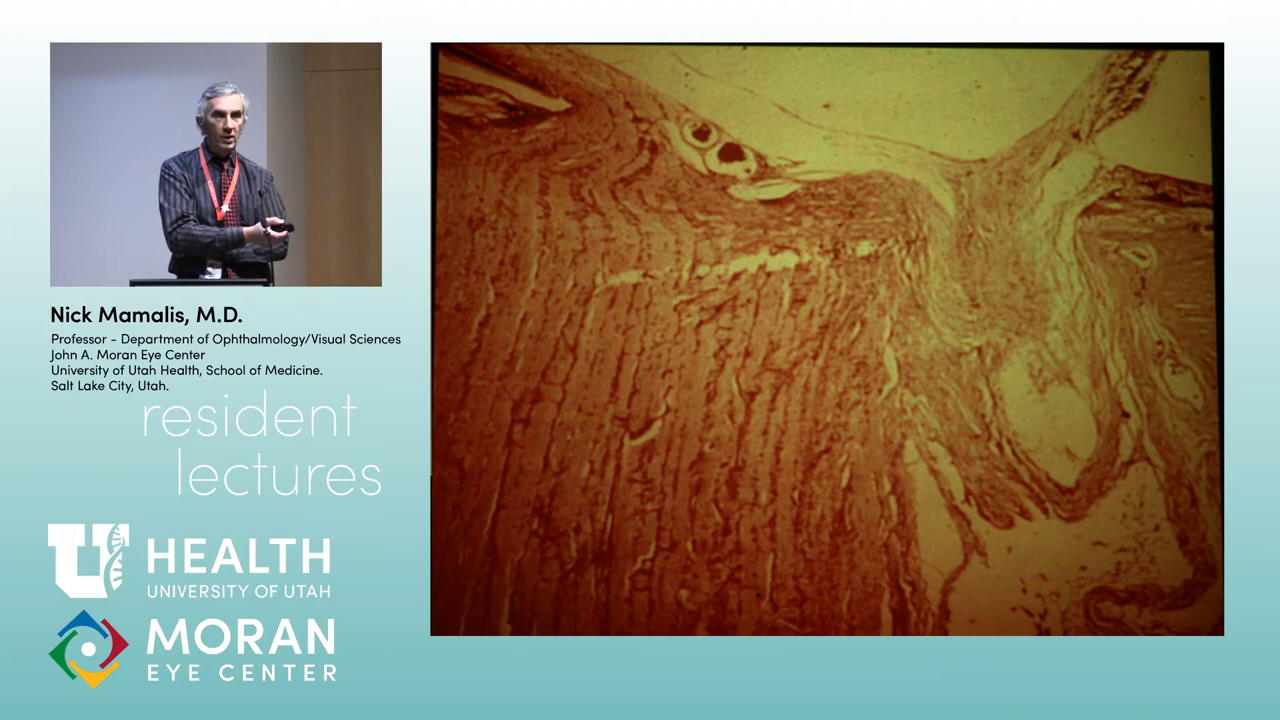 Nick Mamalis, M.D.
Professor - Department of Ophthalmology/Visual Sciences
John A. Moran Eye Center
University of Utah Health, School of Medicine.
Salt Lake City, Utah.
resident
lectures
U HEALTH
UNIVERSITY OF UTAH
MORAN
EYE CENTER